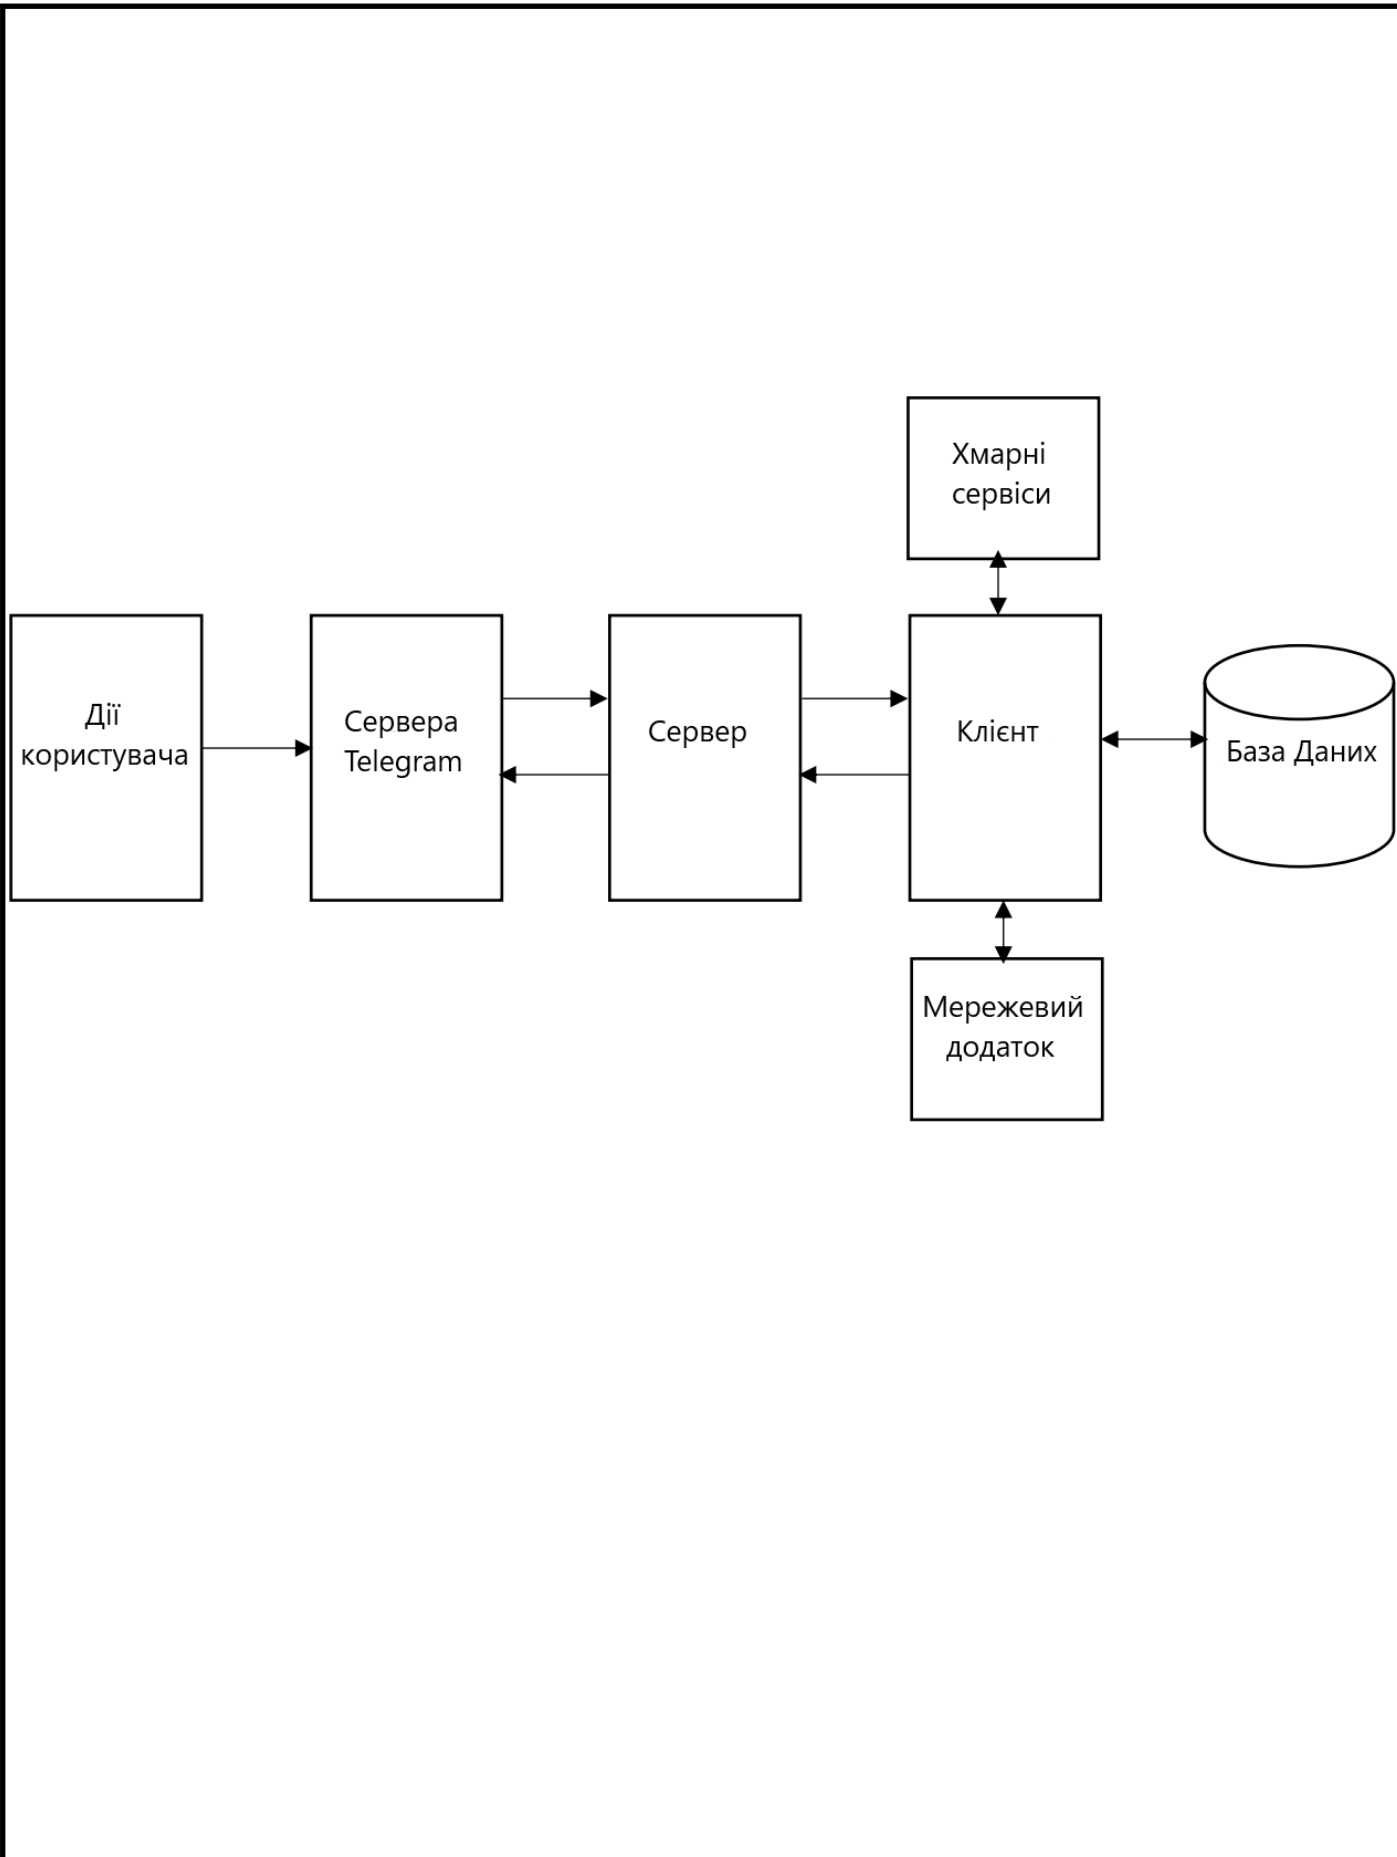 Хмарні
сервіси
Дії
користувача
Сервера
Telegram
Сервер
Клієнт
База Даних
Мережевий
додаток